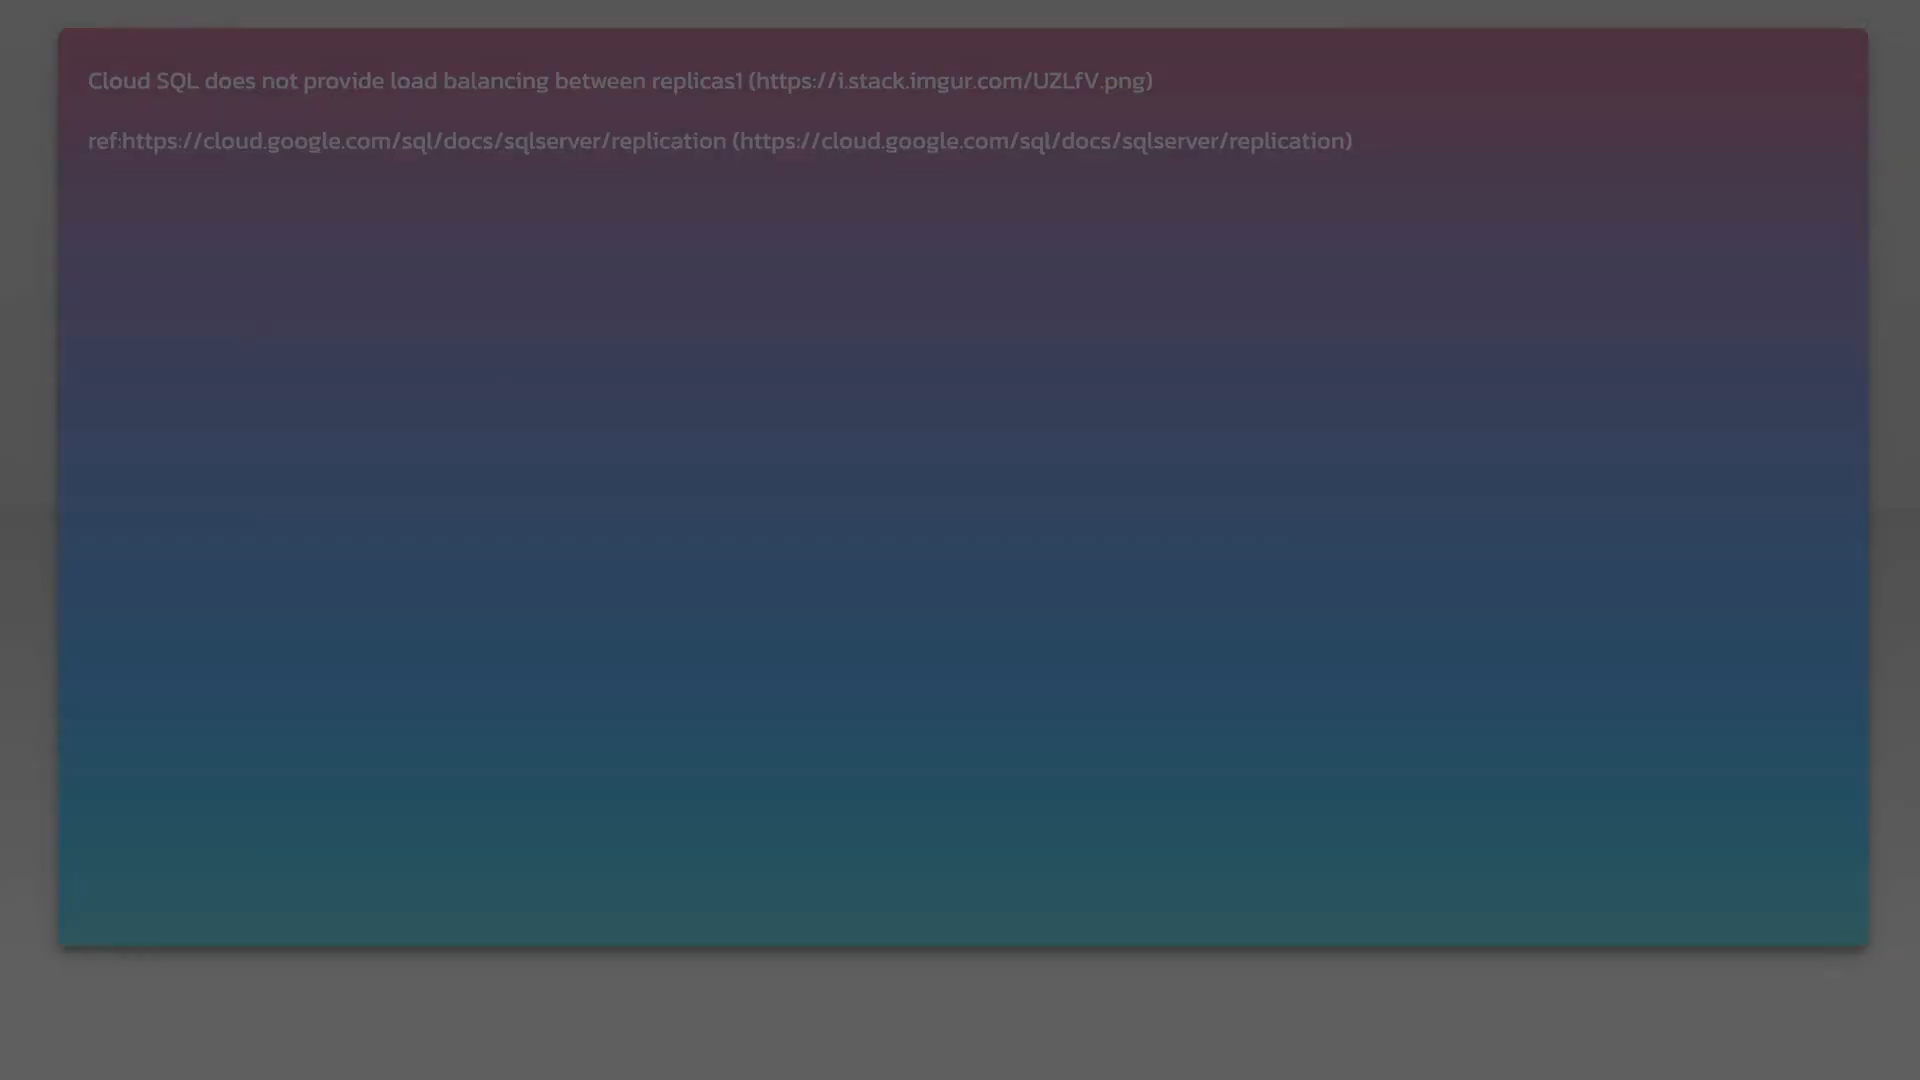 Cloud SQL does not provide load balancing between replicas1 (https://i.stack.imgur.com/UZLfV.png)
ref:https://cloud.google.com/sql/docs/sqlserver/replication (https://cloud.google.com/sql/docs/sqlserver/replication)